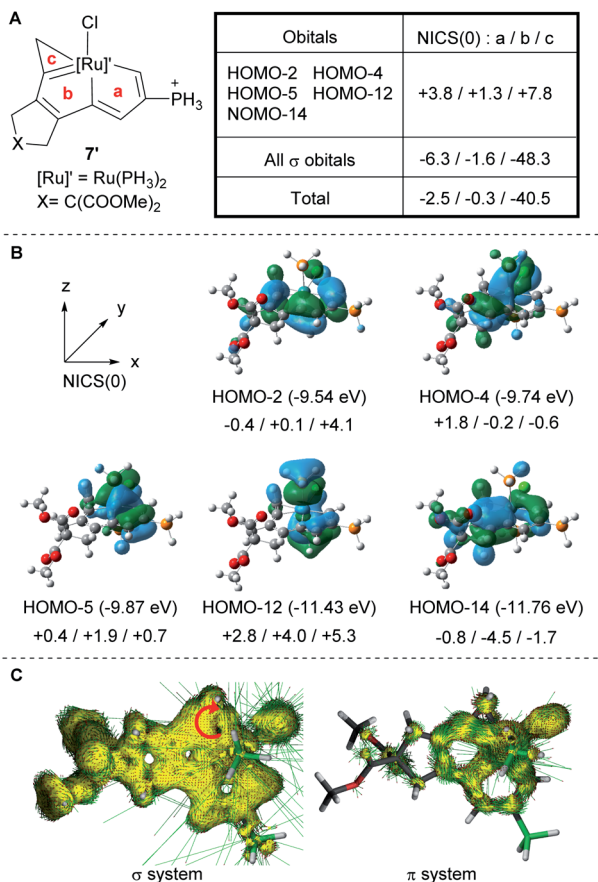 A
Cl
[Ru]'
c
b
a
+
PH3
X
7'
[Ru]' = Ru(PH3)2
X= C(COOMe)2
Obitals
NICS(0) : a / b / c
HOMO-2 HOMO-4
HOMO-5 HOMO-12
NOMO-14
+3.8 / +1.3 / +7.8
All σ obitals
-6.3 / -1.6 / -48.3
Total
-2.5 / -0.3 / -40.5
B
z
y
x
NICS(0)
HOMO-2 (-9.54 eV)
-0.4 / +0.1 / +4.1
HOMO-4 (-9.74 eV)
+1.8 / -0.2 / -0.6
HOMO-5 (-9.87 eV)
+0.4 / +1.9 / +0.7
HOMO-12 (-11.43 eV)
+2.8 / +4.0 / +5.3
HOMO-14 (-11.76 eV)
-0.8 / -4.5 / -1.7
C
σ system
π system